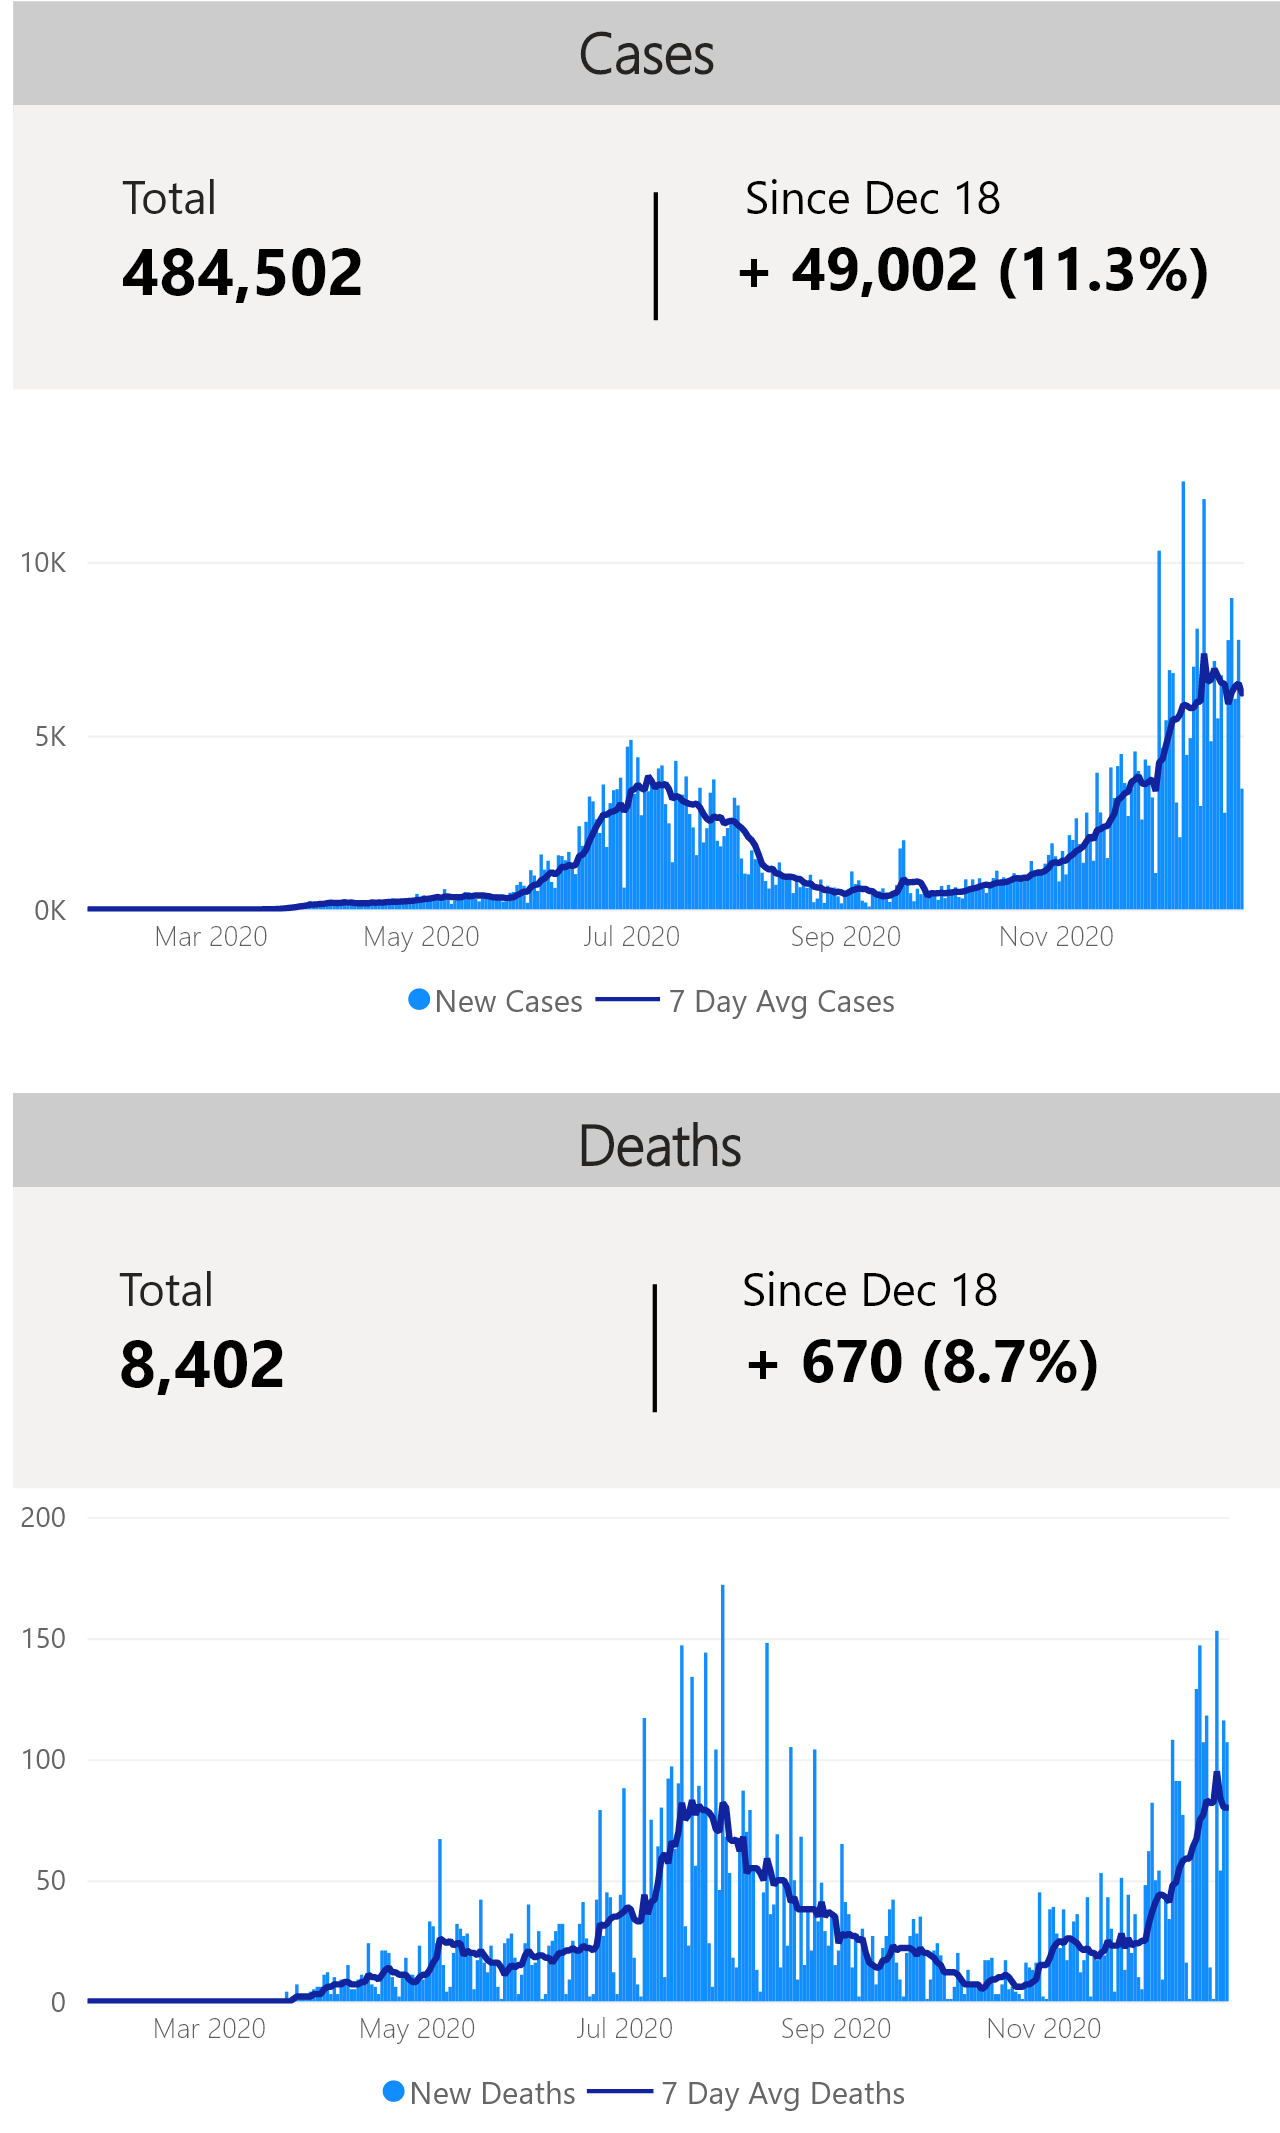 Cases
Total
Since Dec 18
484,502
+ 49,002 (11.3%)
10K
5K
0K
Mar 2020
May 2020
Jul 2020
Sep 2020
Nov 2020
New Cases
7 Day Avg Cases
Deaths
Total
Since Dec 18
8,402
+ 670 (8.7%)
200
150
100
50
0
Mar 2020
May 2020
Jul 2020
Sep 2020
Nov 2020
New Deaths
7 Day Avg Deaths